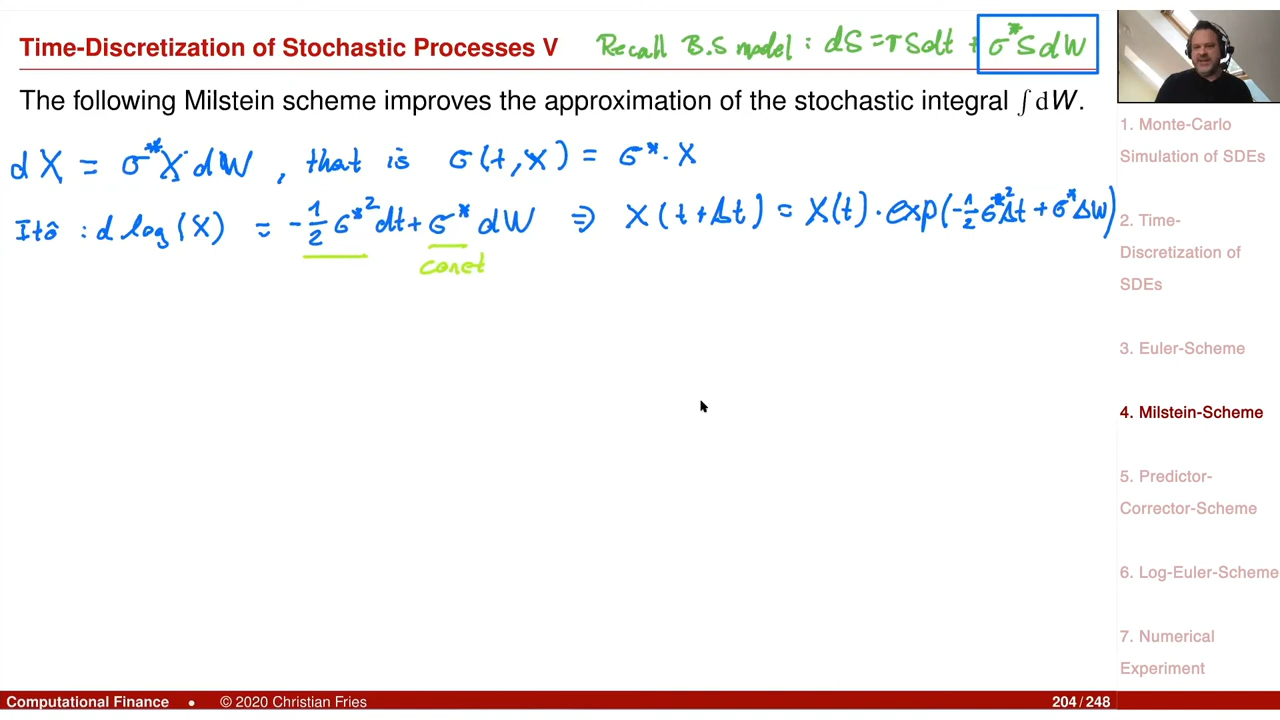 Time-Discretization of Stochastic Processes V
Recall B.S model : dS = r S dt + σ* S dW
The following Milstein scheme improves the approximation of the stochastic integral ∫ dW.
dX = σ* X dW , that is σ(t,X) = σ* · X
Itô : d log(X) = -1/2 σ*² dt + σ* dW ⇒ X(t+Δt) = X(t) · exp(-1/2 σ*² Δt + σ* ΔW)
const
1. Monte-Carlo
Simulation of SDEs
2. Time-
Discretization of
SDEs
3. Euler-Scheme
4. Milstein-Scheme
5. Predictor-
Corrector-Scheme
6. Log-Euler-Scheme
7. Numerical
Experiment
Computational Finance • © 2020 Christian Fries 204 / 248